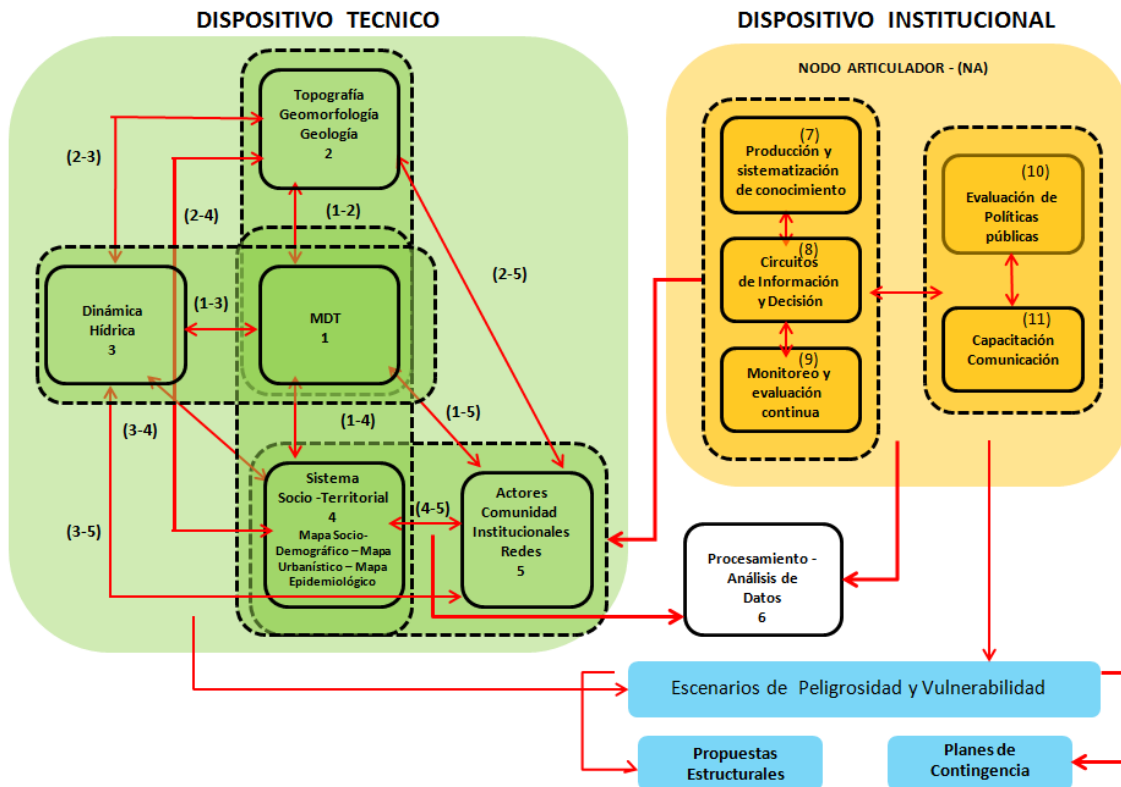 DISPOSITIVO TECNICO
DISPOSITIVO INSTITUCIONAL
Topografía
Geomorfología
Geología
2
(2-3)
(2-4)
(1-2)
(2-5)
Dinámica
Hídrica
3
(1-3)
MDT
1
(3-4)
(1-4)
(1-5)
(3-5)
Sistema
Socio -Territorial
4
Mapa Socio-
Demográfico – Mapa
Urbanístico – Mapa
Epidemiológico
(4-5)
Actores
Comunidad
Institucionales
Redes
5
NODO ARTICULADOR - (NA)
(7)
Producción y
sistematización
de conocimiento
(8)
Circuitos
de Información
y Decisión
(9)
Monitoreo y
evaluación
continua
(10)
Evaluación de
Políticas
públicas
(11)
Capacitación
Comunicación
Procesamiento -
Análisis de
Datos
6
Escenarios de Peligrosidad y Vulnerabilidad
Propuestas
Estructurales
Planes de
Contingencia